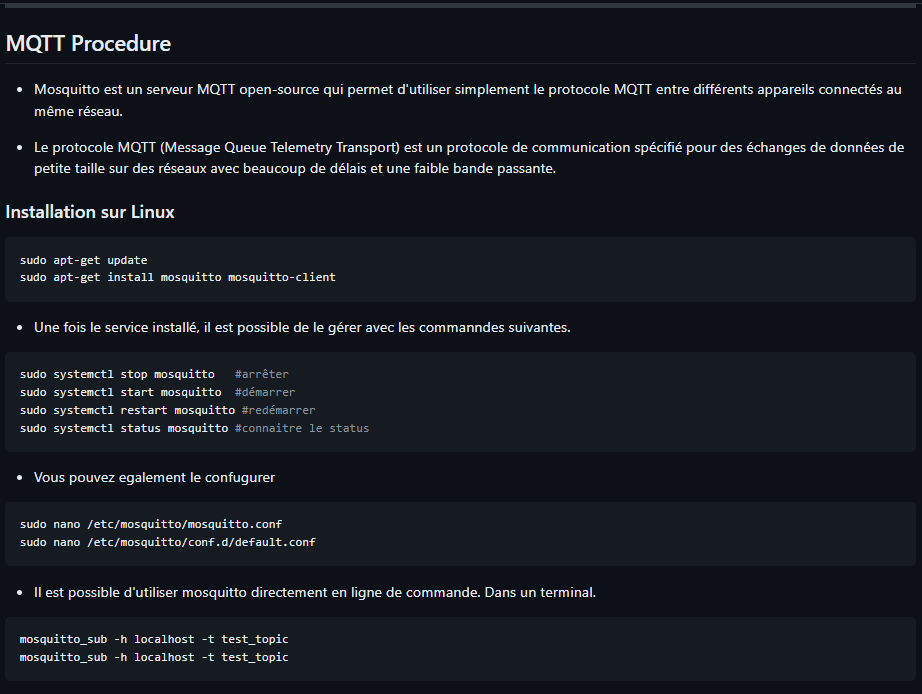 MQTT Procedure
Mosquitto est un serveur MQTT open-source qui permet d'utiliser simplement le protocole MQTT entre différents appareils connectés au
même réseau.
Le protocole MQTT (Message Queue Telemetry Transport) est un protocole de communication spécifié pour des échanges de données de
petite taille sur des réseaux avec beaucoup de délais et une faible bande passante.
Installation sur Linux
sudo apt-get update
sudo apt-get install mosquitto mosquitto-client
Une fois le service installé, il est possible de le gérer avec les commanndes suivantes.
sudo systemctl stop mosquitto   #arrêter
sudo systemctl start mosquitto  #démarrer
sudo systemctl restart mosquitto #redémarrer
sudo systemctl status mosquitto #connaitre le status
Vous pouvez egalement le confugurer
sudo nano /etc/mosquitto/mosquitto.conf
sudo nano /etc/mosquitto/conf.d/default.conf
Il est possible d'utiliser mosquitto directement en ligne de commande. Dans un terminal.
mosquitto_sub -h localhost -t test_topic
mosquitto_sub -h localhost -t test_topic